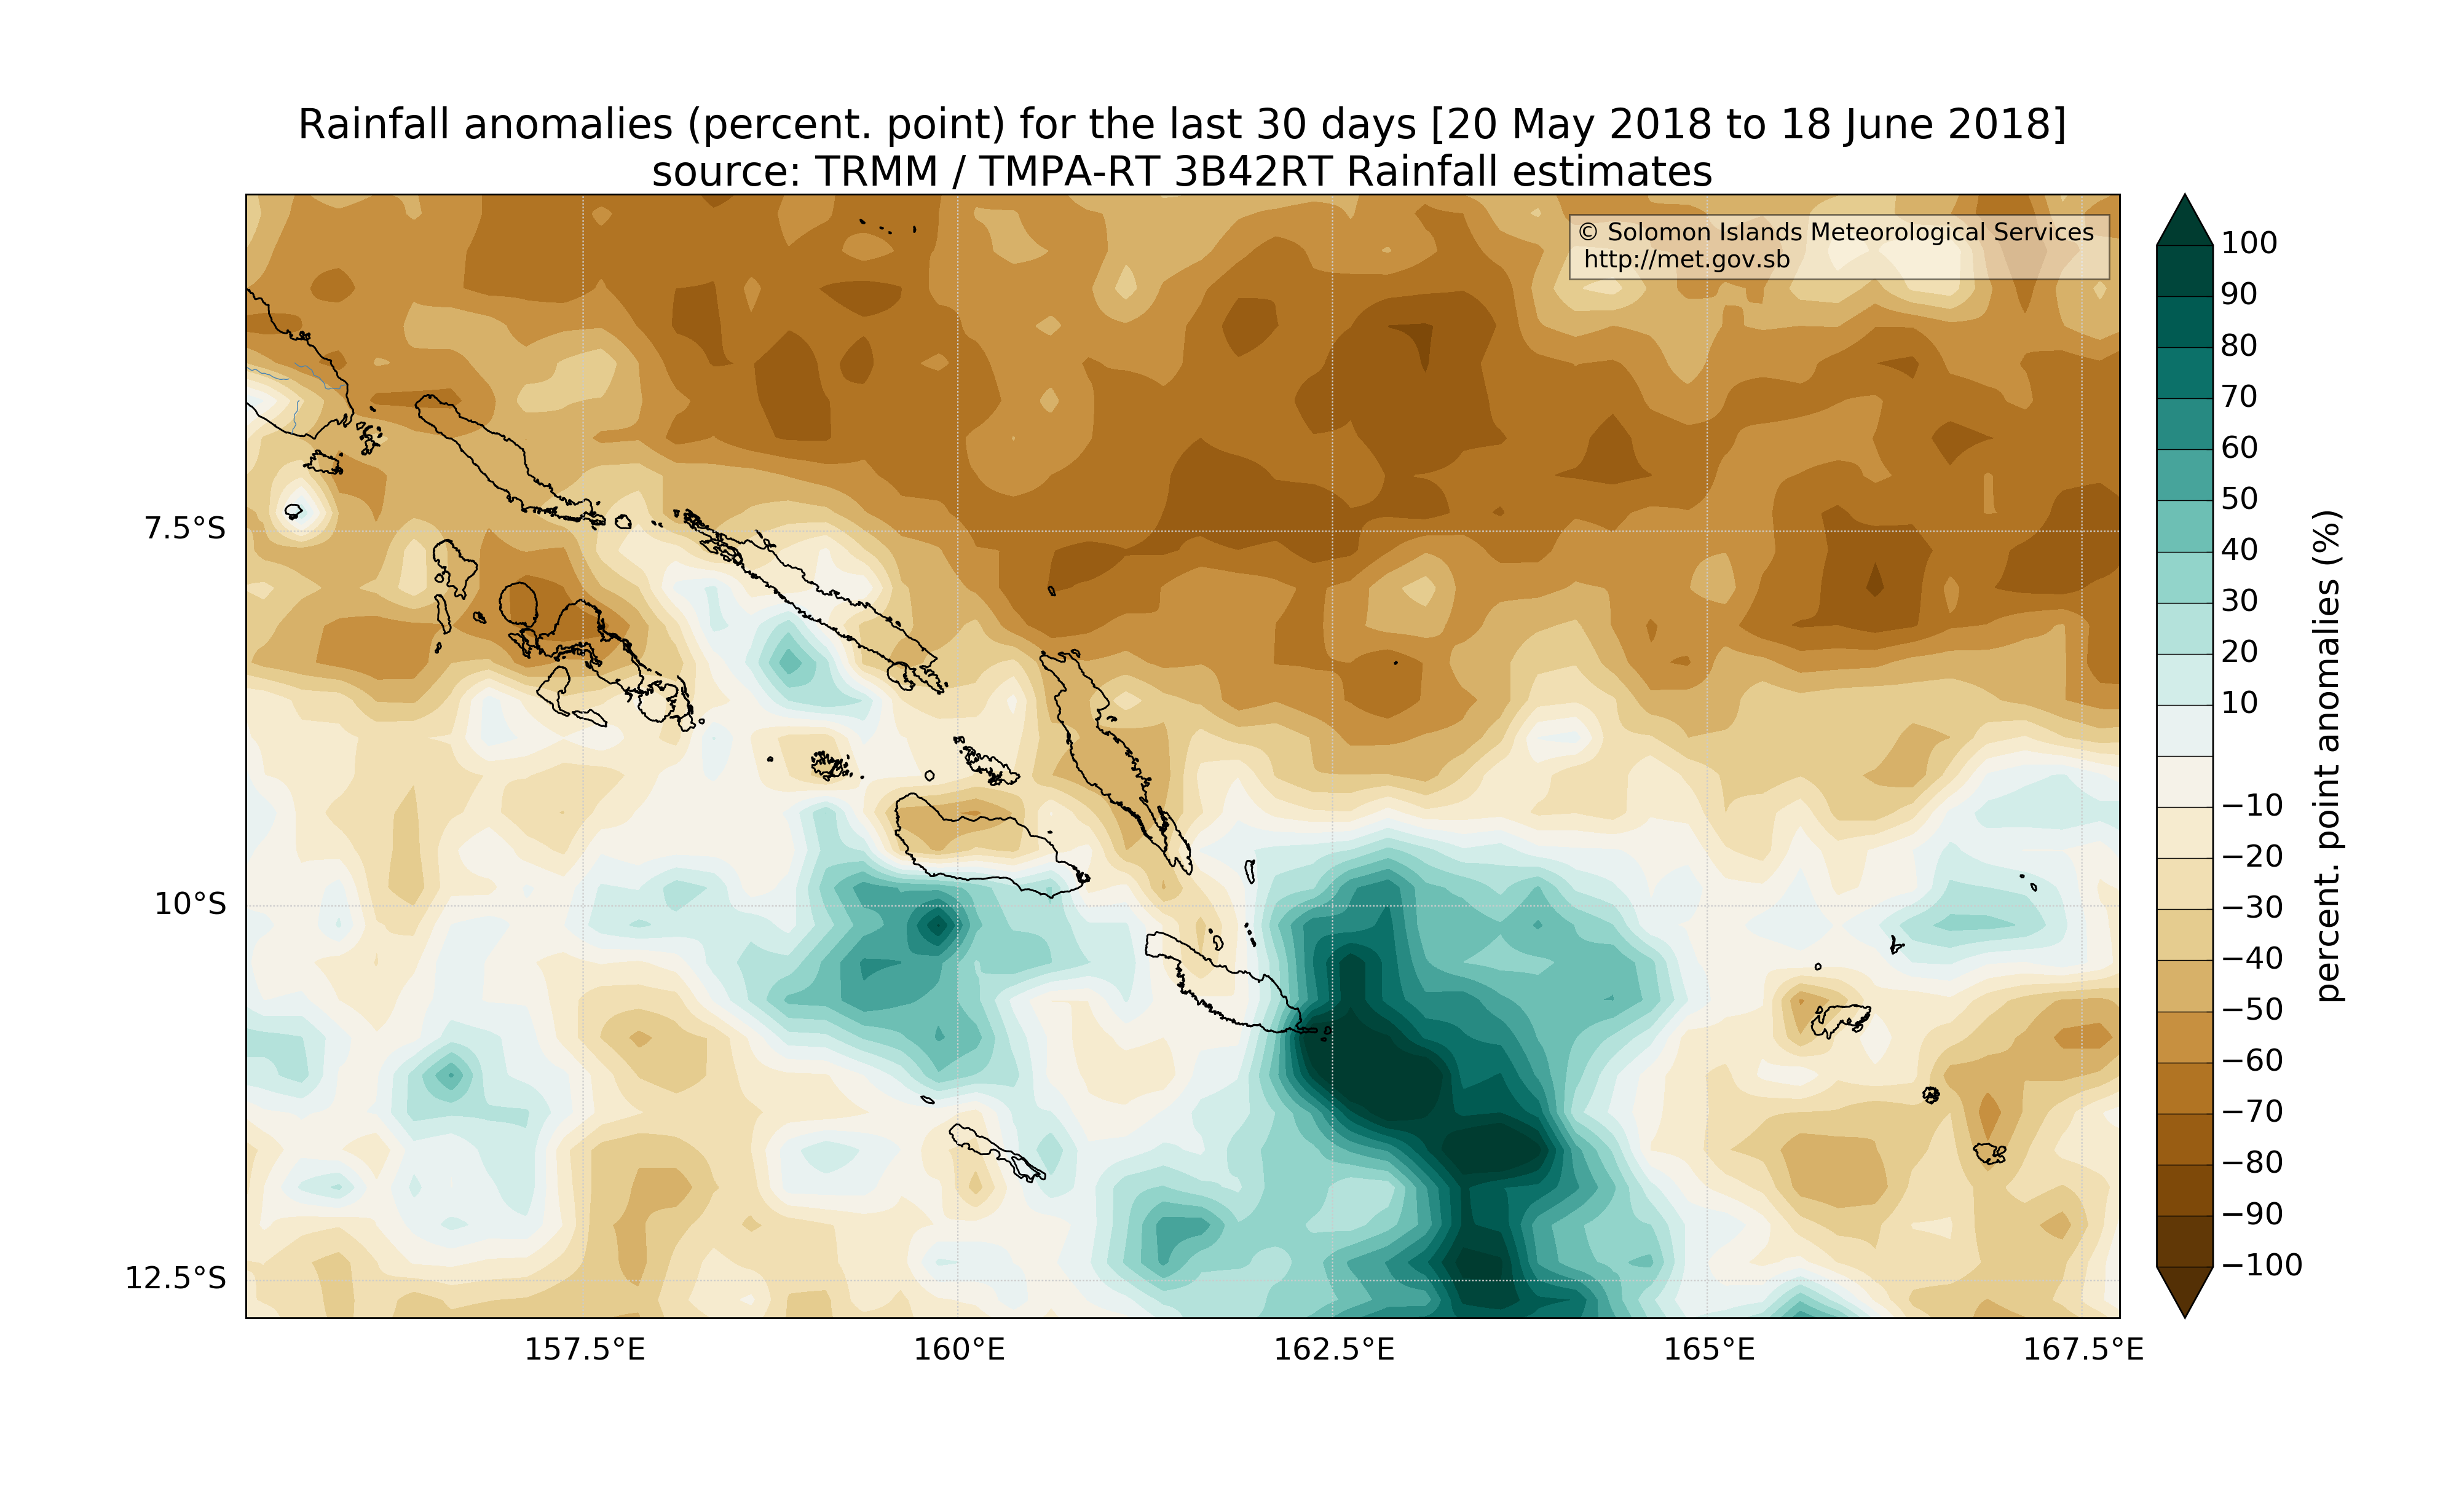 Rainfall anomalies (percent. point) for the last 30 days [20 May 2018 to 18 June 2018]
source: TRMM / TMPA-RT 3B42RT Rainfall estimates
© Solomon Islands Meteorological Services
http://met.gov.sb
7.5°S
10°S
12.5°S
157.5°E
160°E
162.5°E
165°E
167.5°E
100
90
80
70
60
50
40
30
20
10
−10
−20
−30
−40
−50
−60
−70
−80
−90
−100
percent. point anomalies (%)